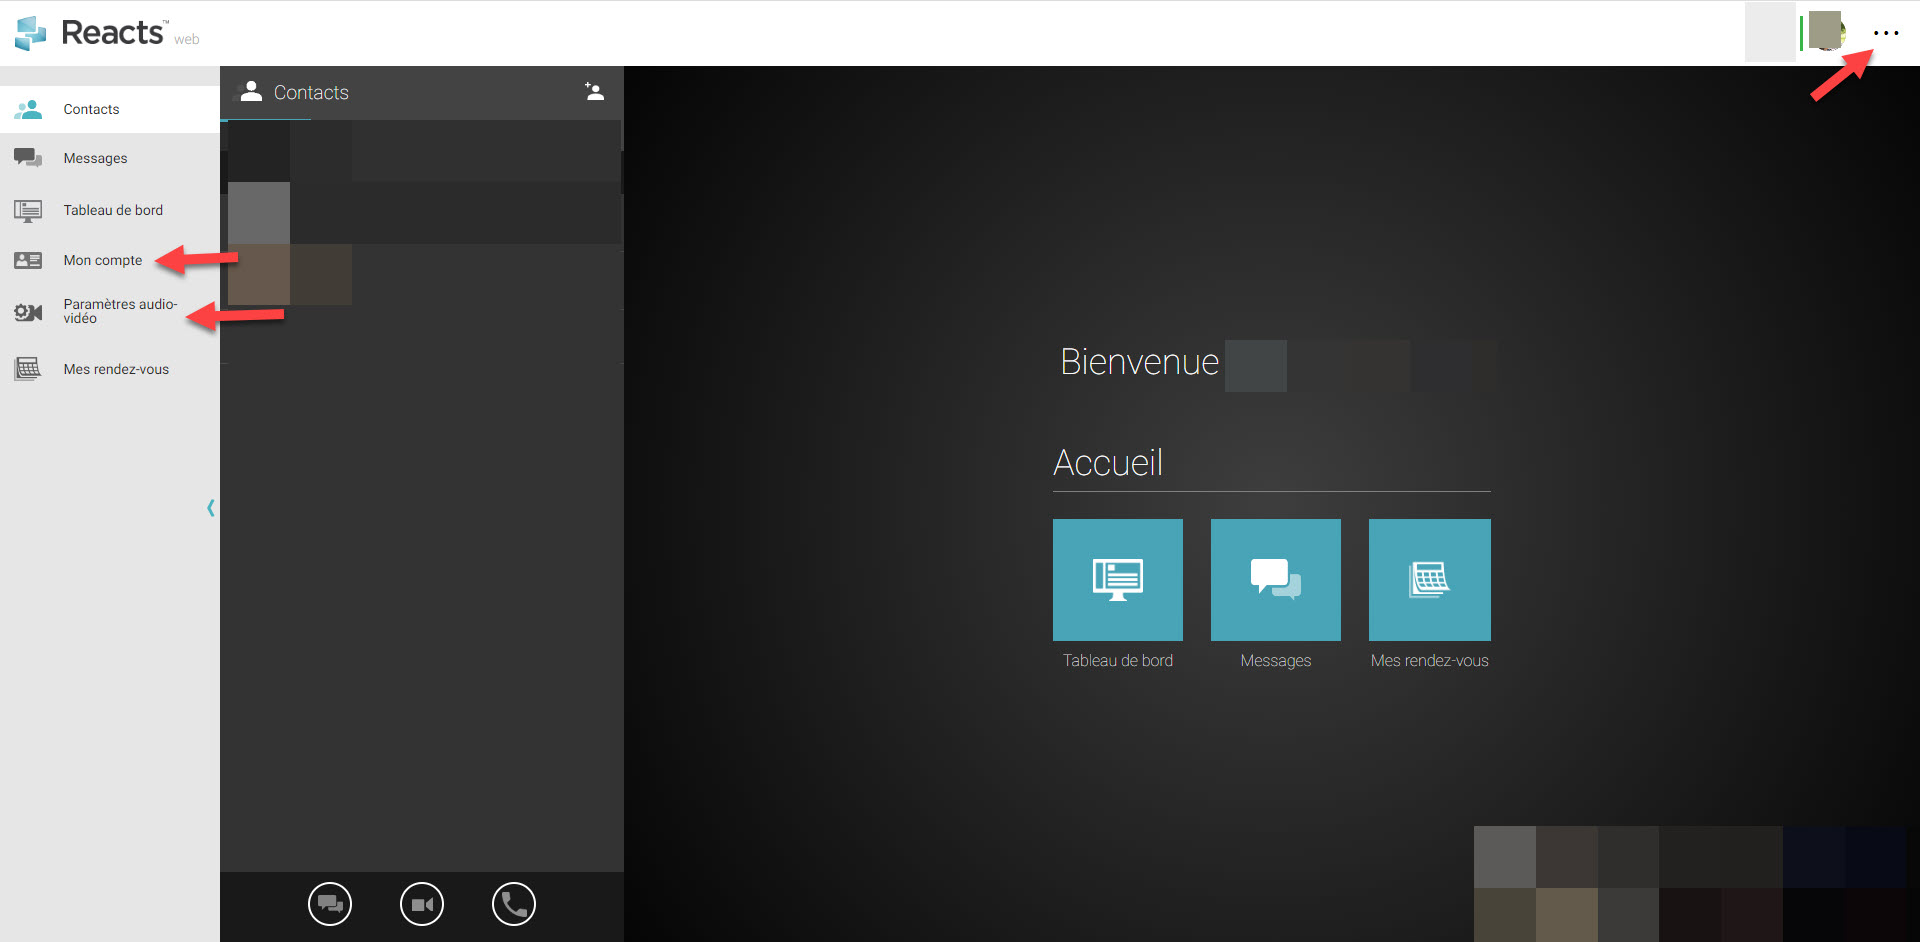 Reacts™ web
Contacts
Messages
Tableau de bord
Mon compte
Paramètres audio-
vidéo
Mes rendez-vous
Contacts
Bienvenue
Accueil
Tableau de bord
Messages
Mes rendez-vous